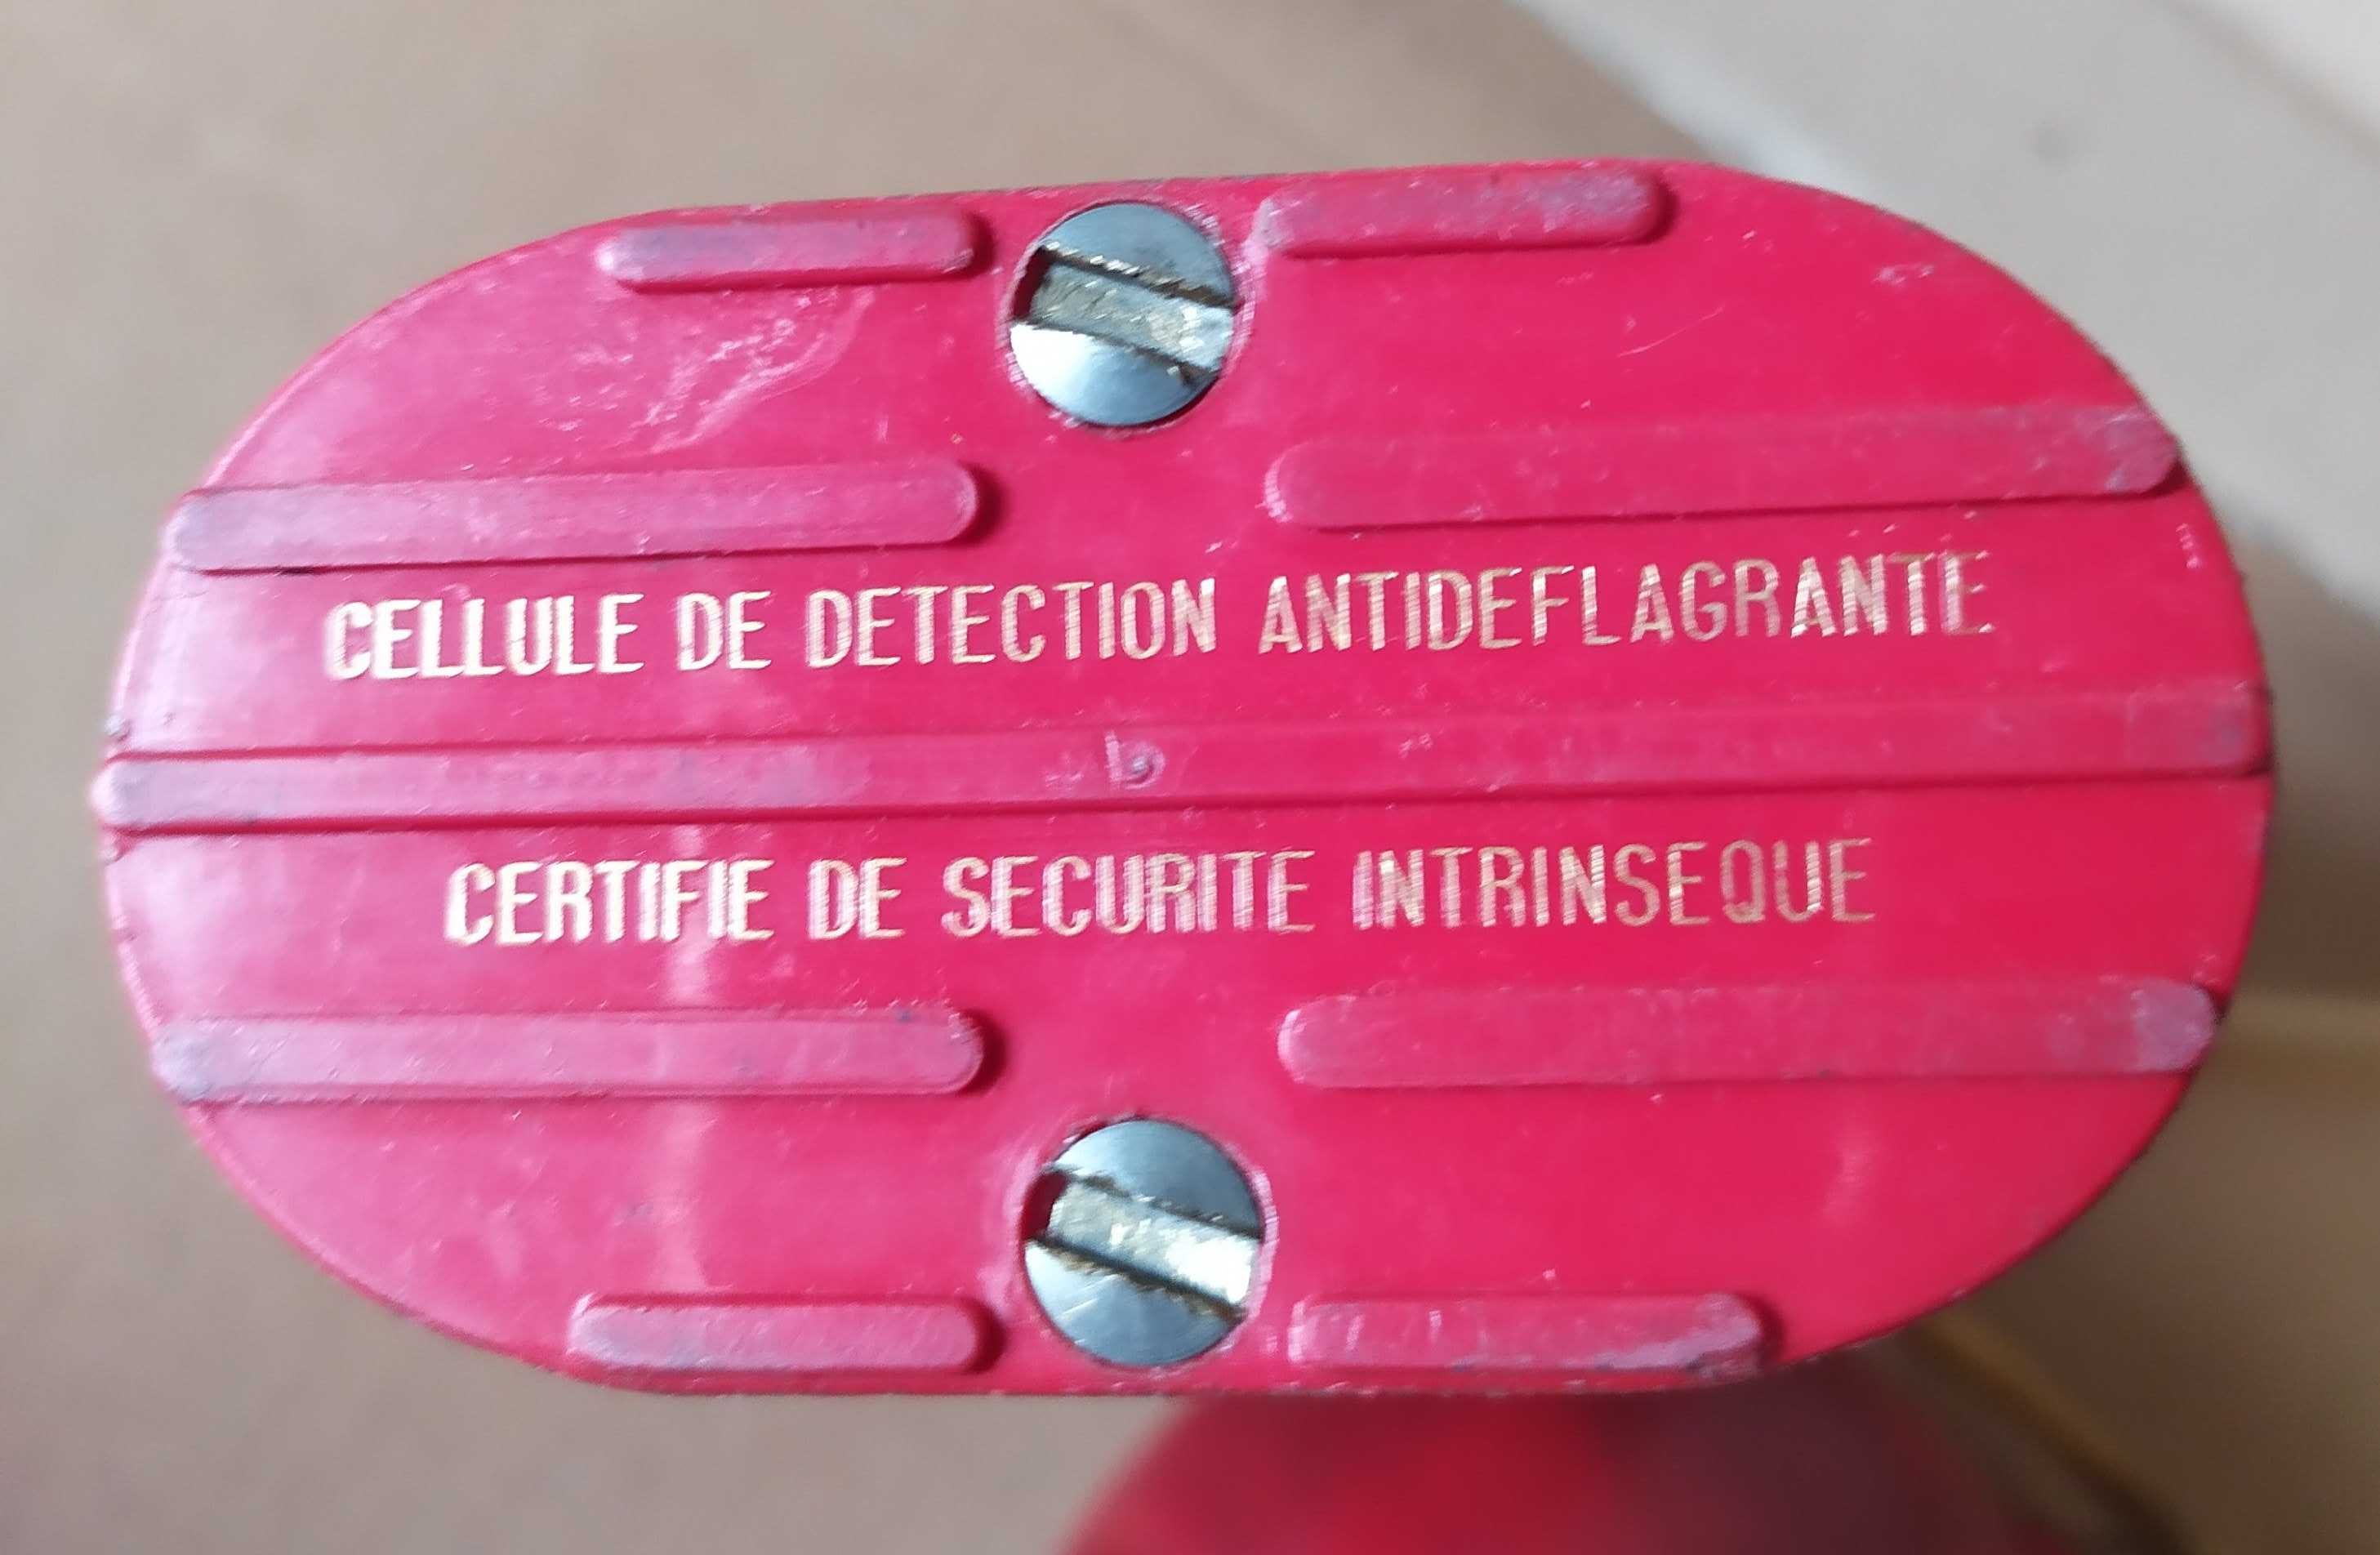 CELLULE DE DETECTION ANTIDEFLAGRANTE
CERTIFIE DE SECURITE INTRINSEQUE